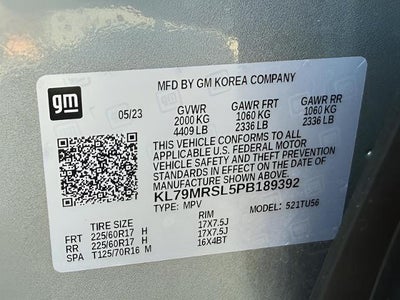 gm
MFD BY GM KOREA COMPANY
05/23 GVWR GAWR FRT GAWR RR
2000 KG 1060 KG 1060 KG
4409 LB 2336 LB 2336 LB
THIS VEHICLE CONFORMS TO ALL
APPLICABLE U.S. FEDERAL MOTOR
VEHICLE SAFETY AND THEFT PREVENTION
STANDARDS IN EFFECT ON THE DATE OF
MANUFACTURE SHOWN ABOVE.
KL79MRSL5PB189392
TYPE: MPV MODEL: 521TU56
TIRE SIZE RIM
FRT 225/60R17 H 17X7.5J
RR 225/60R17 H 17X7.5J
SPA T125/70R16 M 16X4BT